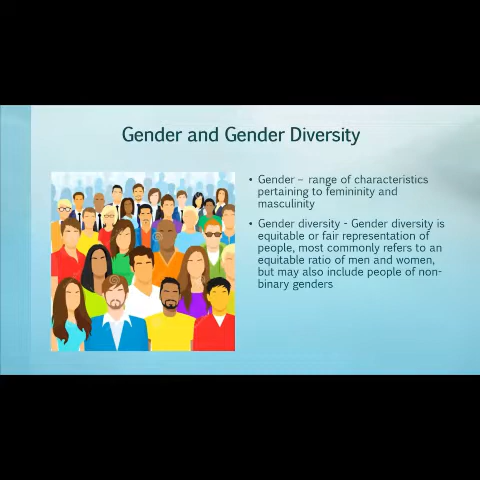 Gender and Gender Diversity
• Gender – range of characteristics
pertaining to femininity and
masculinity
• Gender diversity - Gender diversity is
equitable or fair representation of
people, most commonly refers to an
equitable ratio of men and women,
but may also include people of non-
binary genders